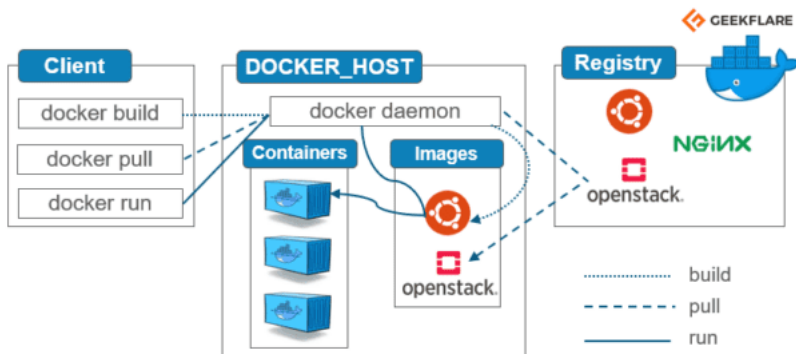 GEEKFLARE
Client
DOCKER_HOST
Registry
docker build
docker daemon
docker pull
NGINX
Containers
Images
docker run
openstack.
openstack.
build
pull
run